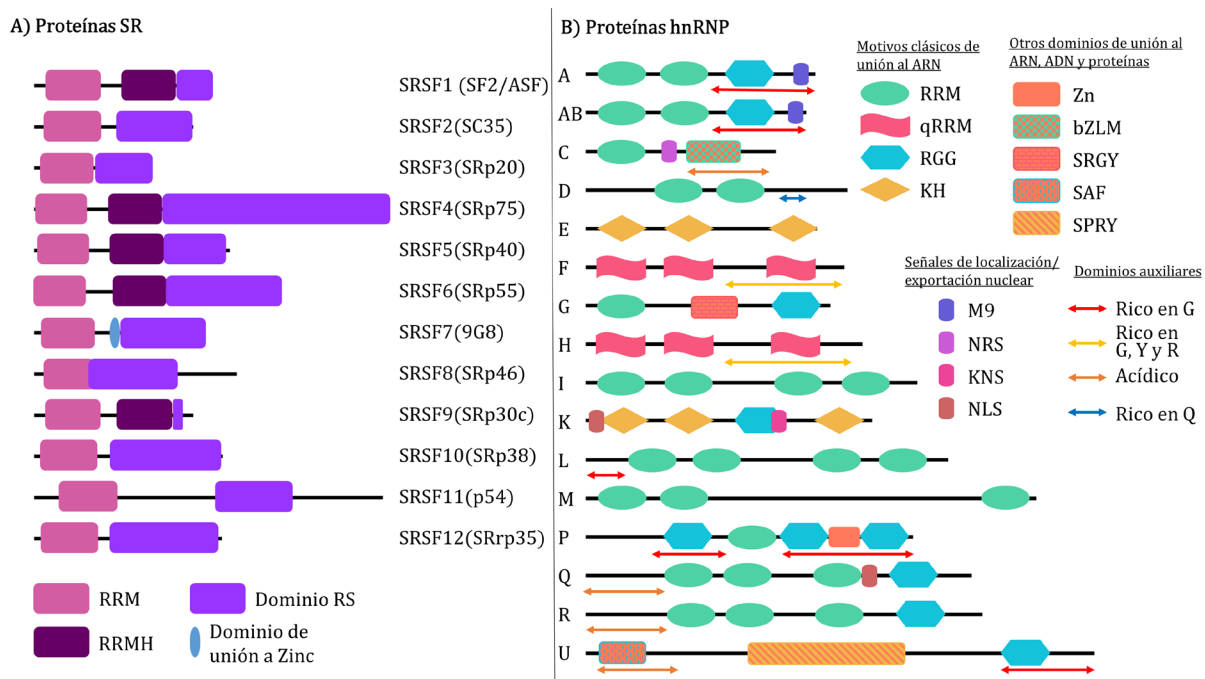 A) Proteínas SR
SRSF1 (SF2/ASF)
SRSF2(SC35)
SRSF3(SRp20)
SRSF4(SRp75)
SRSF5(SRp40)
SRSF6(SRp55)
SRSF7(9G8)
SRSF8(SRp46)
SRSF9(SRp30c)
SRSF10(SRp38)
SRSF11(p54)
SRSF12(SRrp35)
RRM
Dominio RS
RRMH
Dominio de
unión a Zinc
B) Proteínas hnRNP
A
AB
C
D
E
F
G
H
I
K
L
M
P
Q
R
U
Motivos clásicos de
unión al ARN
RRM
qRRM
RGG
KH
Otros dominios de unión al
ARN, ADN y proteínas
Zn
bZLM
SRGY
SAF
SPRY
Señales de localización/
exportación nuclear
M9
NRS
KNS
NLS
Dominios auxiliares
Rico en G
Rico en
G, Y y R
Acídico
Rico en Q